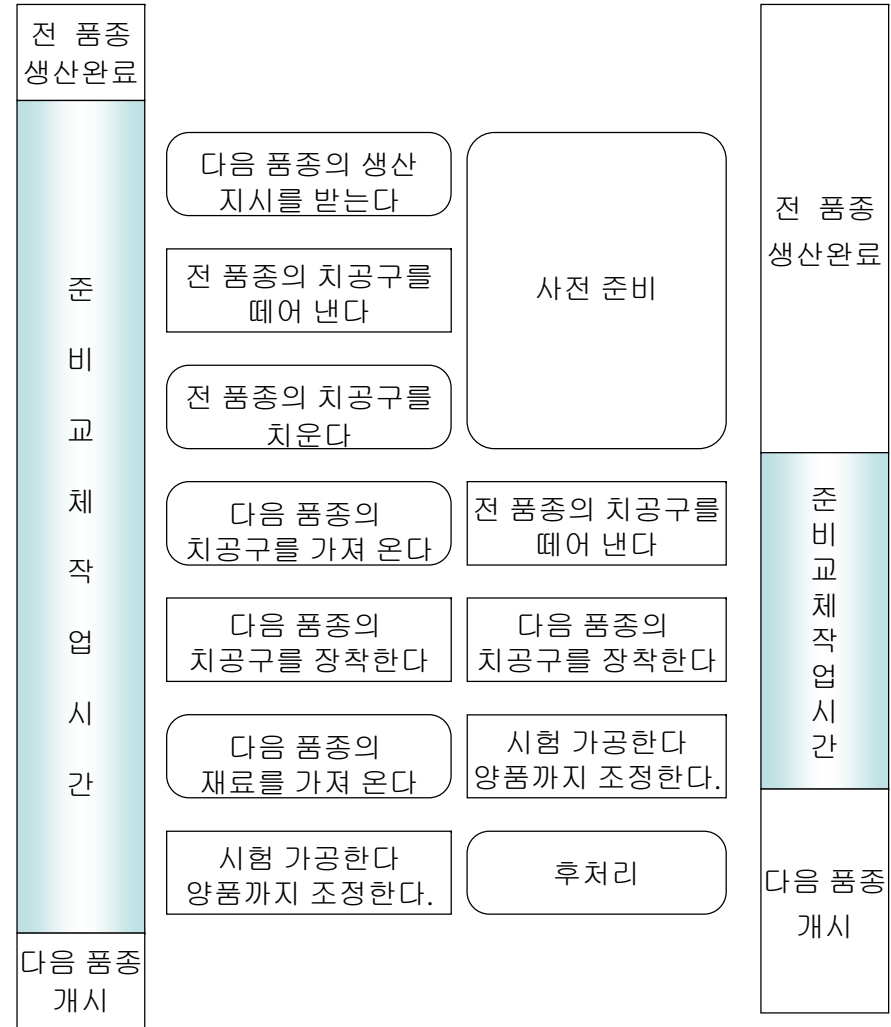 전 품종
생산완료
준
비
교
체
작
업
시
간
다음 품종
개시
다음 품종의 생산
지시를 받는다
전 품종의 치공구를
떼어 낸다
전 품종의 치공구를
치운다
다음 품종의
치공구를 가져 온다
다음 품종의
치공구를 장착한다
다음 품종의
재료를 가져 온다
시험 가공한다
양품까지 조정한다.
사전 준비
전 품종의 치공구를
떼어 낸다
다음 품종의
치공구를 장착한다
시험 가공한다
양품까지 조정한다.
후처리
전 품종
생산완료
준
비
교
체
작
업
시
간
다음 품종
개시